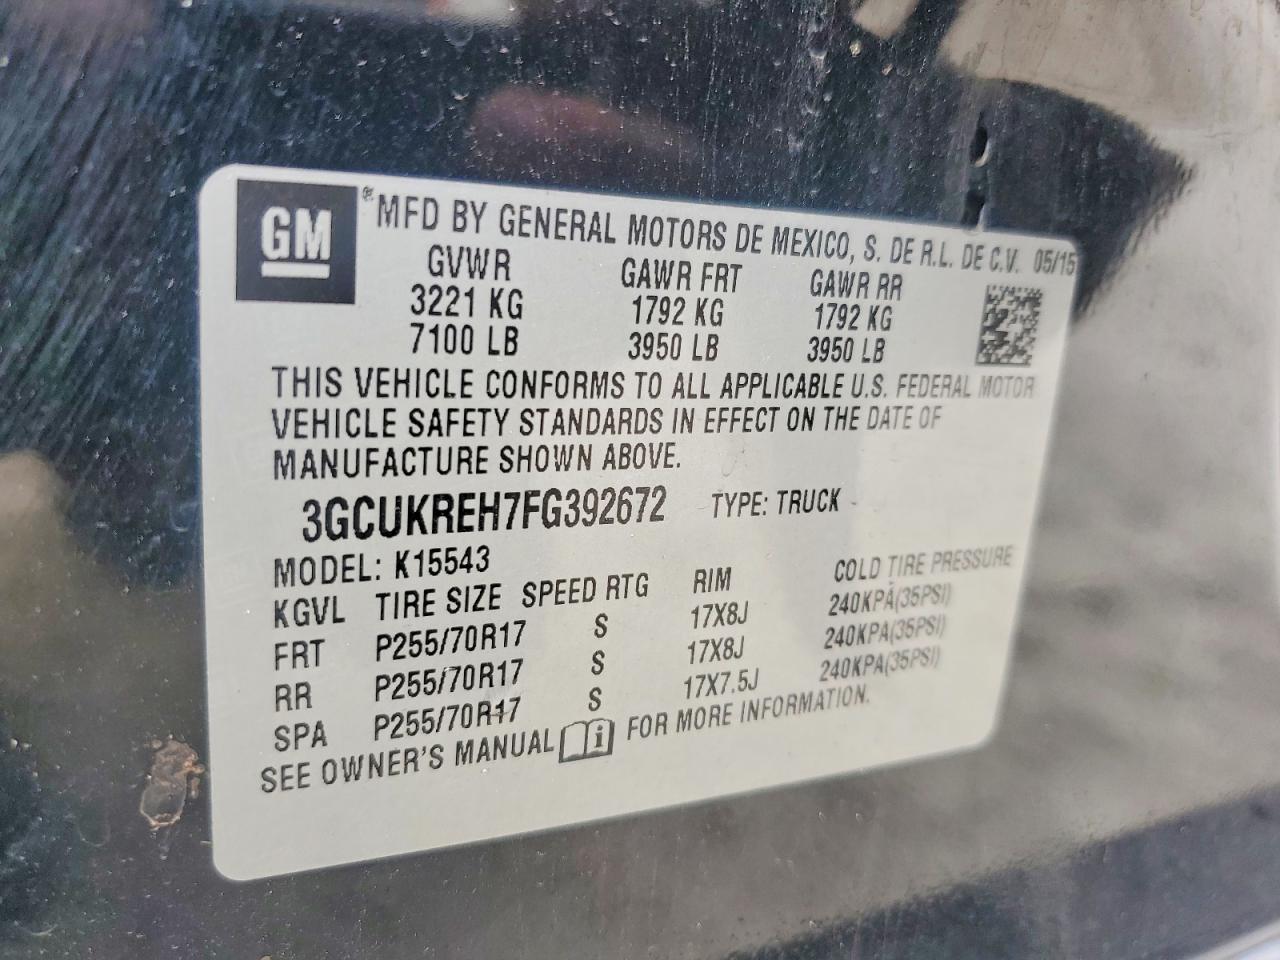 GM ® MFD BY GENERAL MOTORS DE MEXICO, S. DE R.L. DE C.V. 05/15
GVWR GAWR FRT GAWR RR
3221 KG 1792 KG 1792 KG
7100 LB 3950 LB 3950 LB
THIS VEHICLE CONFORMS TO ALL APPLICABLE U.S. FEDERAL MOTOR
VEHICLE SAFETY STANDARDS IN EFFECT ON THE DATE OF
MANUFACTURE SHOWN ABOVE.
3GCUKREH7FG392672 TYPE: TRUCK
MODEL: K15543
KGVL TIRE SIZE SPEED RTG RIM COLD TIRE PRESSURE
FRT P255/70R17 S 17X8J 240KPA(35PSI)
RR P255/70R17 S 17X8J 240KPA(35PSI)
SPA P255/70R17 S 17X7.5J 240KPA(35PSI)
SEE OWNER'S MANUAL i FOR MORE INFORMATION.